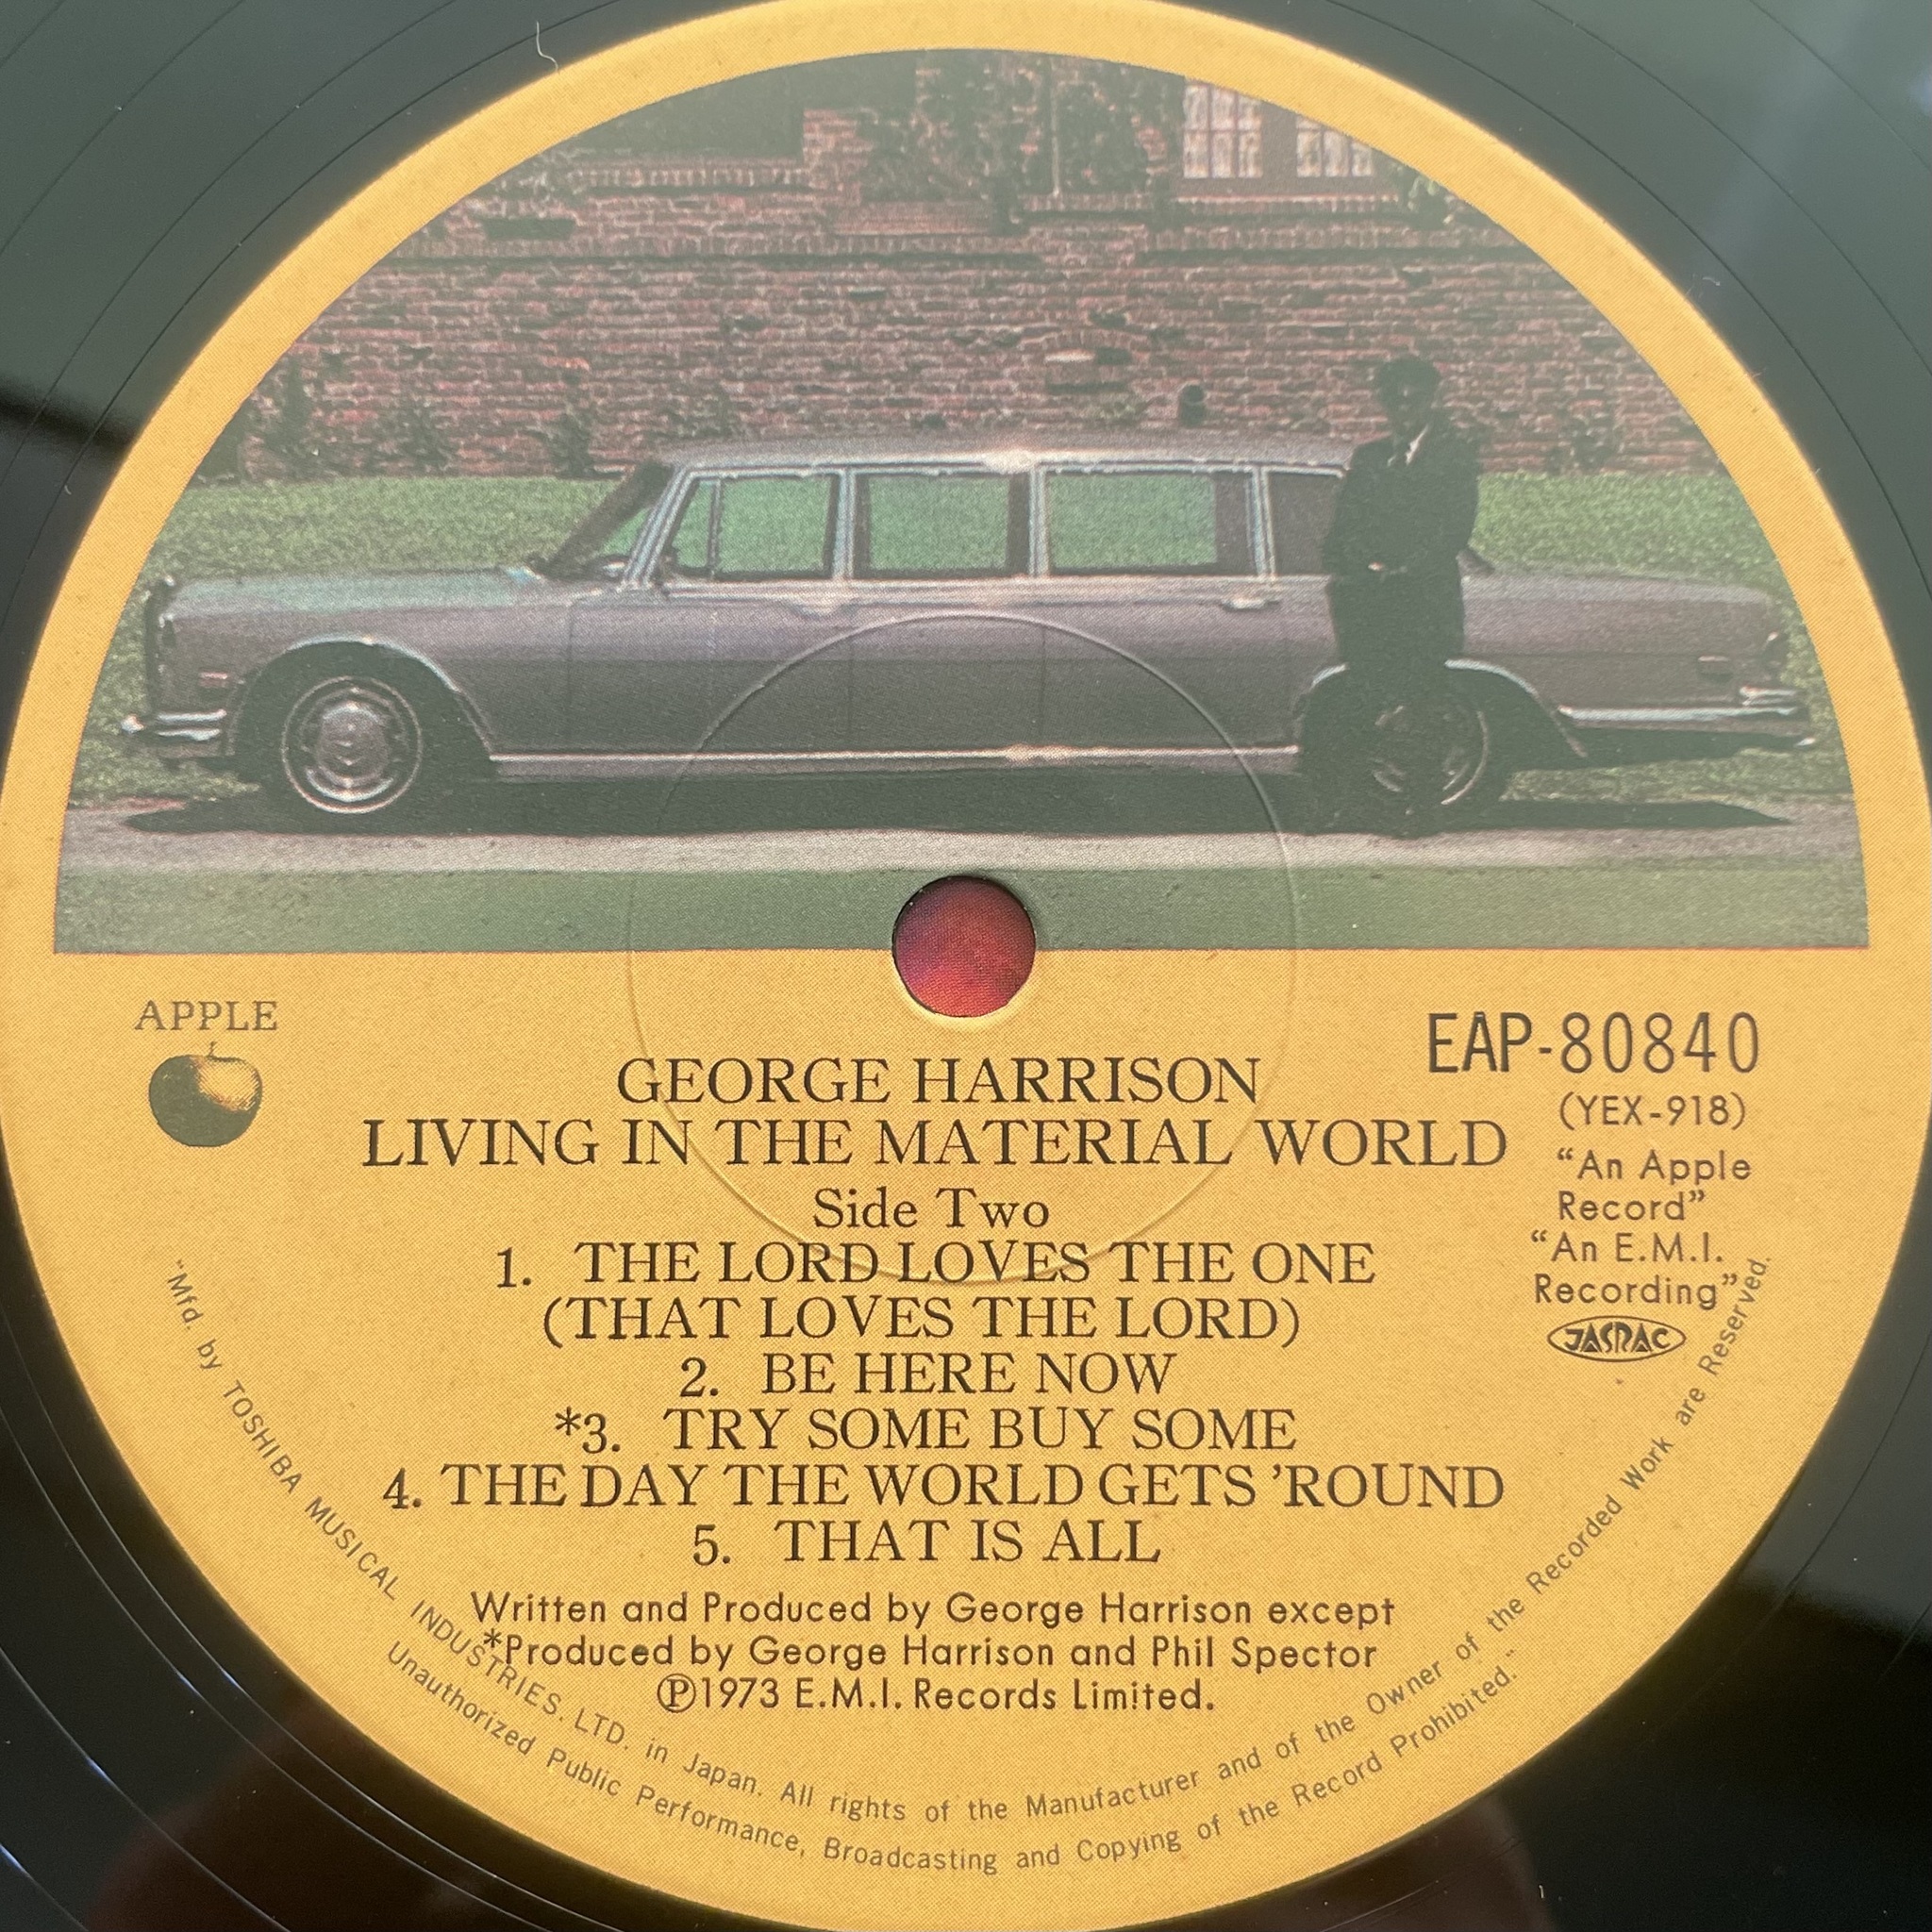 APPLE
EAP-80840
(YEX-918)
"An Apple
Record"
"An E.M.I.
Recording"
JASRAC
GEORGE HARRISON
LIVING IN THE MATERIAL WORLD
Side Two
1. THE LORD LOVES THE ONE
(THAT LOVES THE LORD)
2. BE HERE NOW
*3. TRY SOME BUY SOME
4. THE DAY THE WORLD GETS 'ROUND
5. THAT IS ALL
Written and Produced by George Harrison except
*Produced by George Harrison and Phil Spector
Ⓟ1973 E.M.I. Records Limited.
"Mfd. by TOSHIBA MUSICAL INDUSTRIES. LTD. in Japan. All rights of the Manufacturer and of the Owner of the Recorded Work are Reserved.
Unauthorized Public Performance, Broadcasting and Copying of the Record Prohibited."